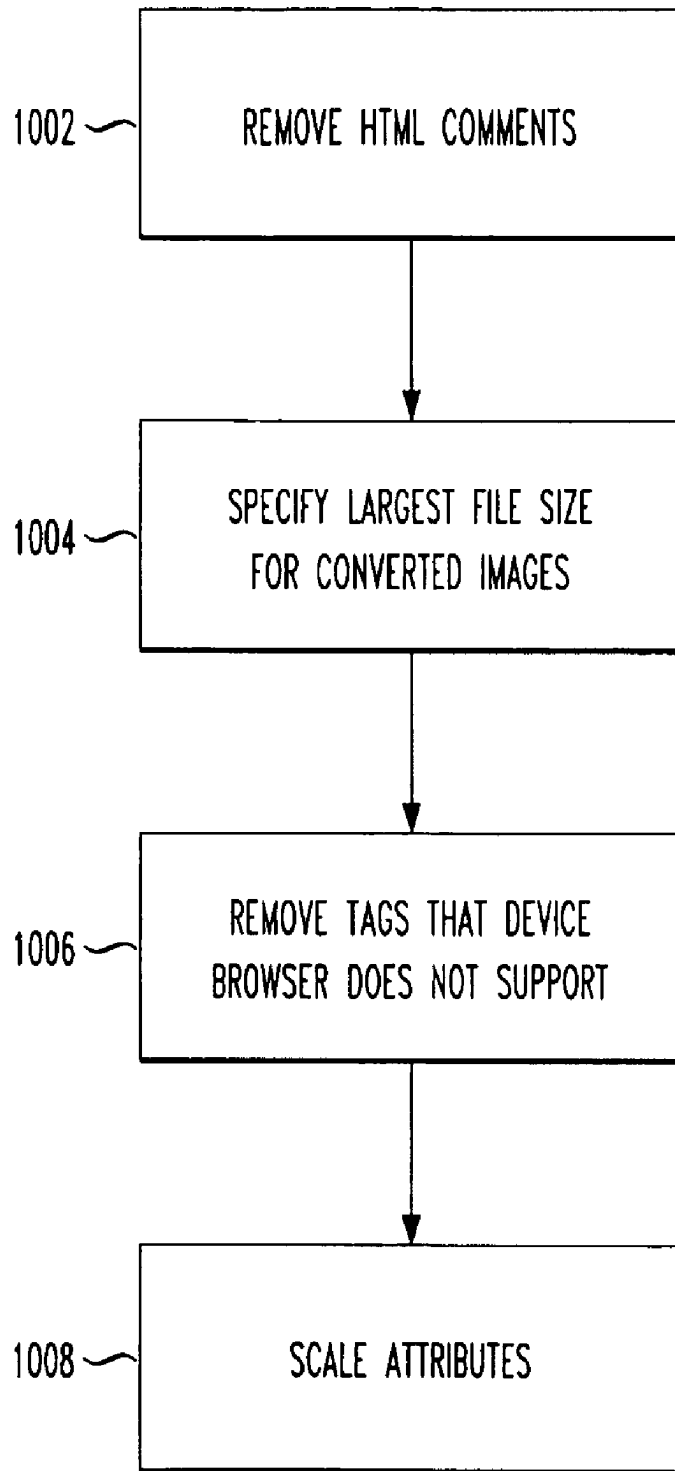 1002
REMOVE HTML COMMENTS
1004
SPECIFY LARGEST FILE SIZE
FOR CONVERTED IMAGES
1006
REMOVE TAGS THAT DEVICE
BROWSER DOES NOT SUPPORT
1008
SCALE ATTRIBUTES